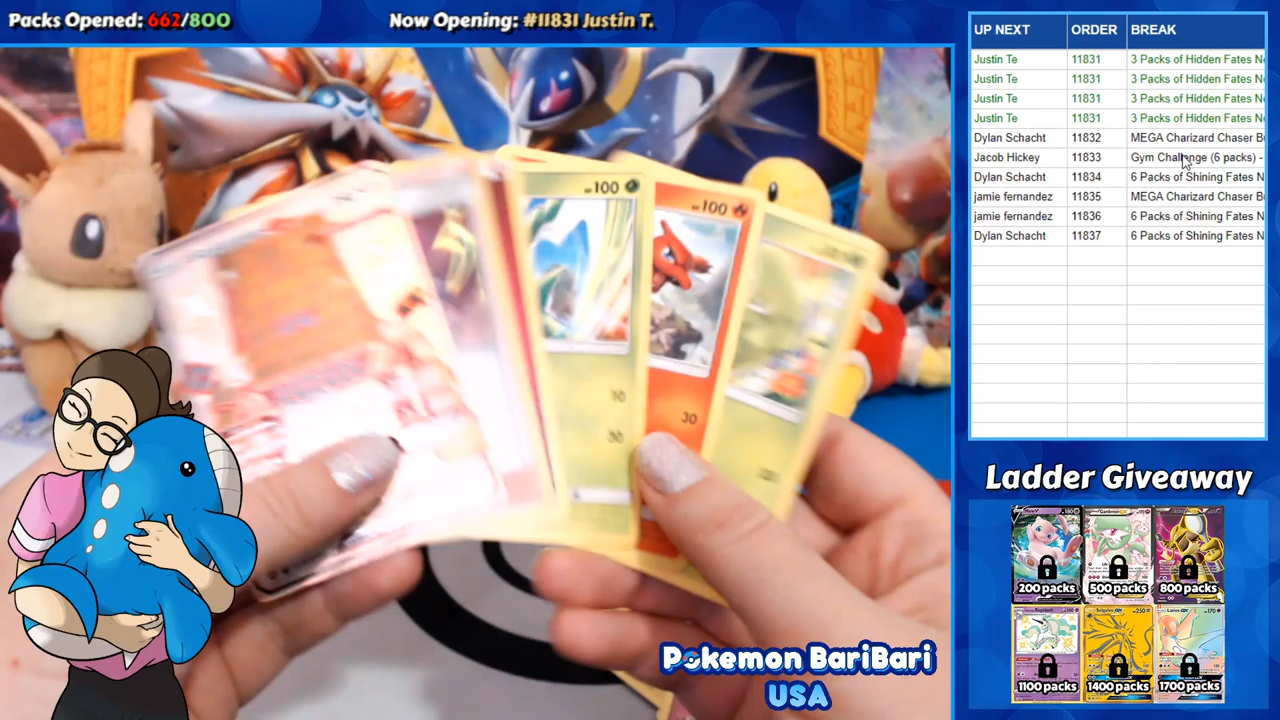 Packs Opened: 662/800
Now Opening: #11831 Justin T.
UP NEXT ORDER BREAK
Justin Te 11831 3 Packs of Hidden Fates
Justin Te 11831 3 Packs of Hidden Fates
Justin Te 11831 3 Packs of Hidden Fates
Justin Te 11831 3 Packs of Hidden Fates
Dylan Schacht 11832 MEGA Charizard Chaser
Jacob Hickey 11833 Gym Challenge (6 packs) -
Dylan Schacht 11834 6 Packs of Shining Fates
jamie fernandez 11835 MEGA Charizard Chaser
jamie fernandez 11836 6 Packs of Shining Fates
Dylan Schacht 11837 6 Packs of Shining Fates
100
100
10
30
30
Ladder Giveaway
200 packs
500 packs
800 packs
1100 packs
1400 packs
1700 packs
Pokemon BariBari
USA